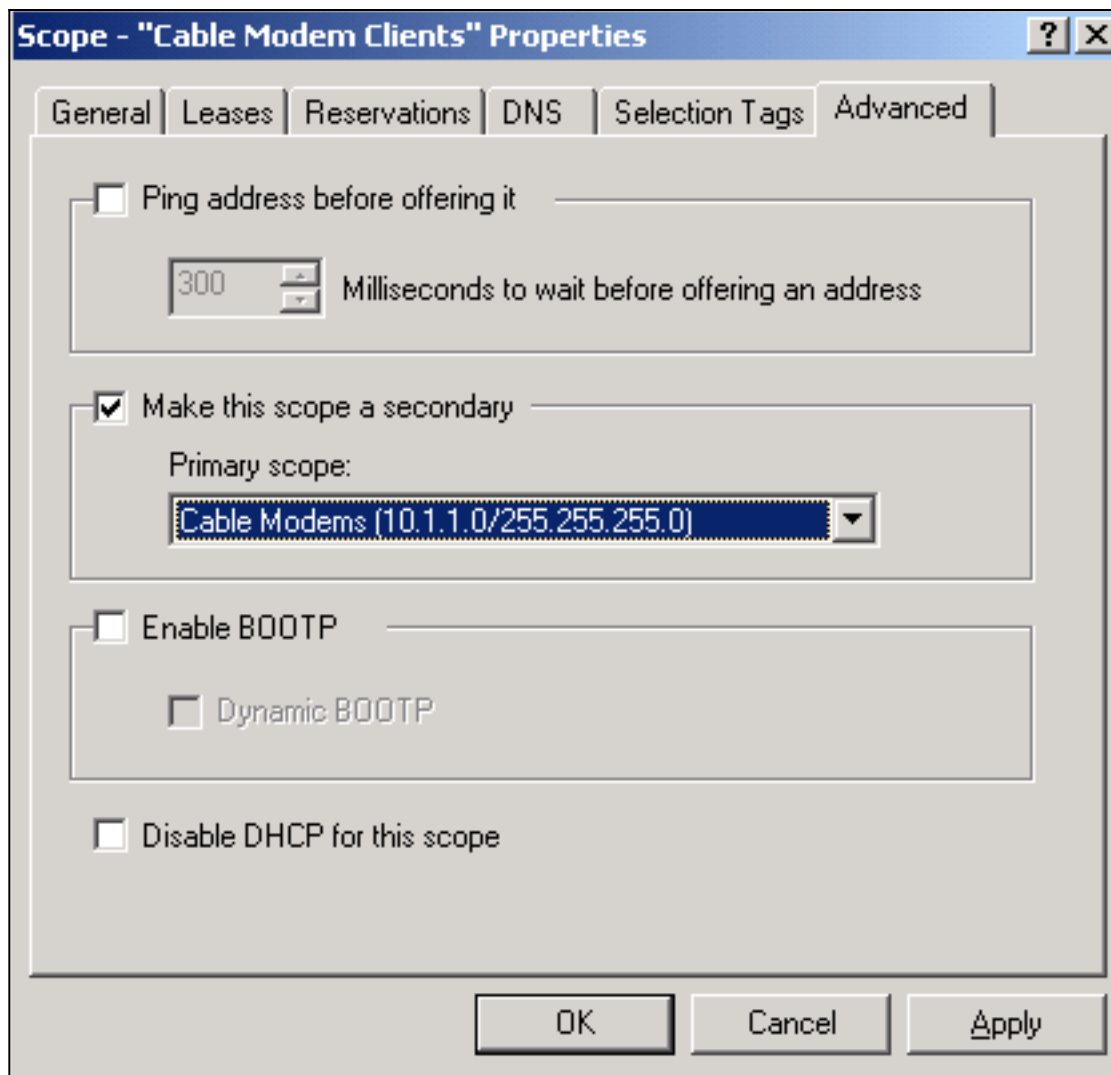 Scope - "Cable Modem Clients" Properties
General Leases Reservations DNS Selection Tags Advanced
Ping address before offering it
300 Milliseconds to wait before offering an address
Make this scope a secondary
Primary scope:
Cable Modems (10.1.1.0/255.255.255.0)
Enable BOOTP
Dynamic BOOTP
Disable DHCP for this scope
OK Cancel Apply